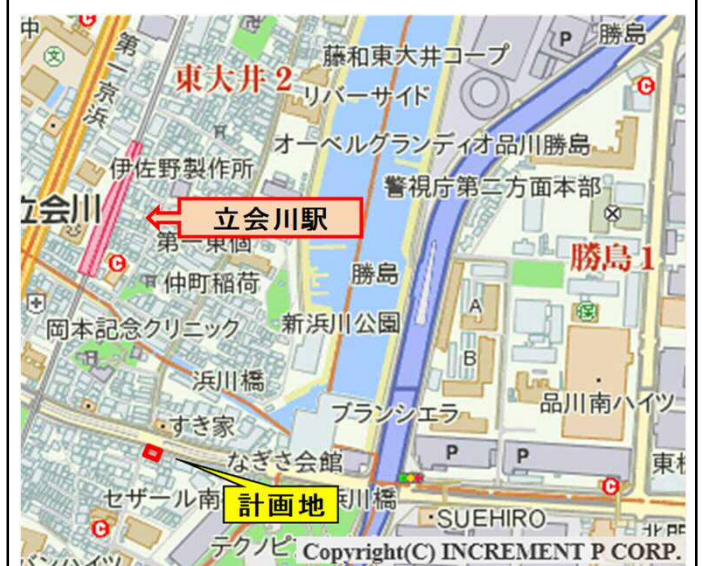 中
文
第一京浜
東大井2
藤和東大井コープ
リバーサイド
P
勝島
C
オーベルグランディオ品川勝島
伊佐野製作所
警視庁第二方面本部
立会川
立会川駅
第一東個
勝島1
C
仲町稲荷
勝島
A
保
岡本記念クリニック
新浜川公園
B
浜川橋
ブランシエラ
品川南ハイツ
すき家
なぎさ会館
P
P
東
セザール南
計画地
浜川橋
C
SUEHIRO
C
テクノピ
Copyright(C) INCREMENT P CORP.